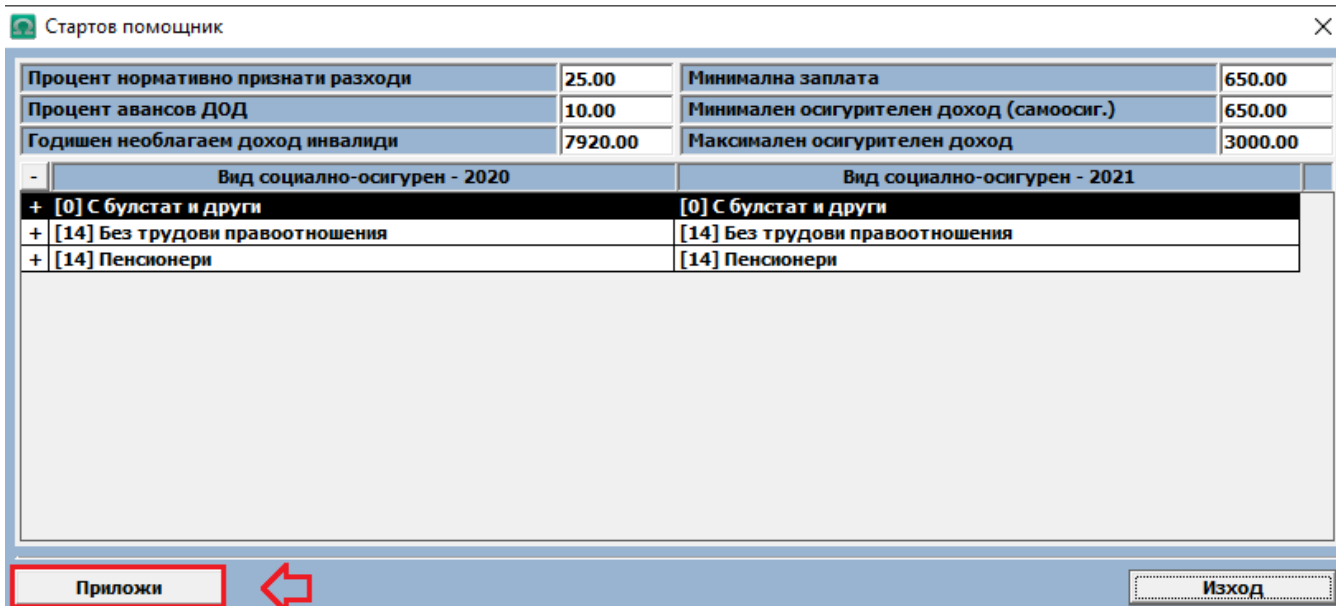 Стартов помощник
Процент нормативно признати разходи 25.00 Минимална заплата 650.00
Процент авансов ДОД 10.00 Минимален осигурителен доход (самоосиг.) 650.00
Годишен необлагаем доход инвалиди 7920.00 Максимален осигурителен доход 3000.00
- Вид социално-осигурен - 2020 Вид социално-осигурен - 2021
+ [0] С булстат и други [0] С булстат и други
+ [14] Без трудови правоотношения [14] Без трудови правоотношения
+ [14] Пенсионери [14] Пенсионери
Приложи Изход